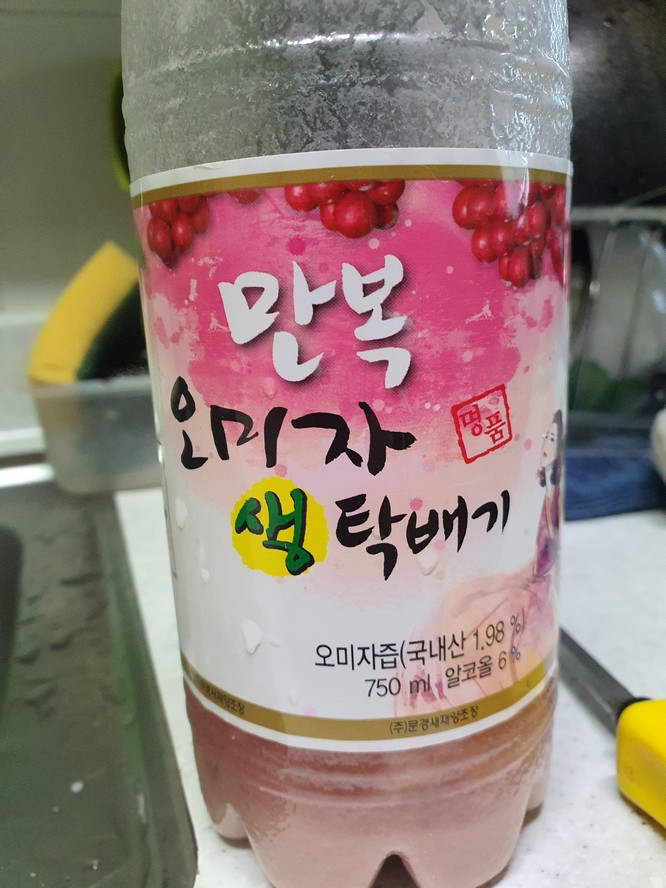 만복
오미자
명품
생 탁배기
오미자즙(국내산 1.98 %)
750 ml 알코올 6 %
(주)문경새재양조장